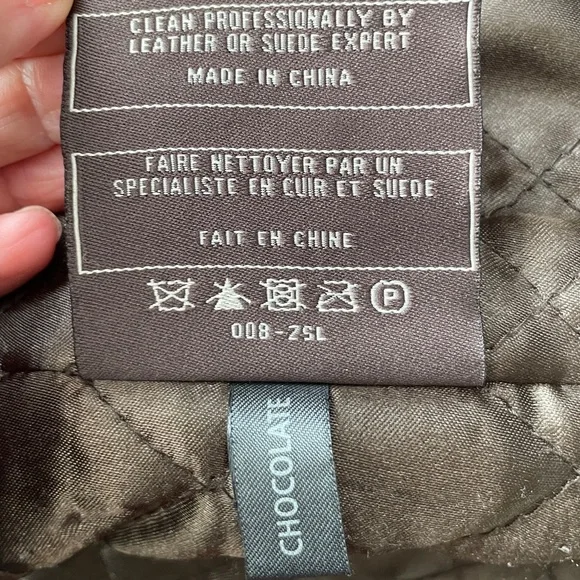 CLEAN PROFESSIONALLY BY
LEATHER OR SUEDE EXPERT
MADE IN CHINA
FAIRE NETTOYER PAR UN
SPECIALISTE EN CUIR ET SUEDE
FAIT EN CHINE
P
008-2SL
CHOCOLATE